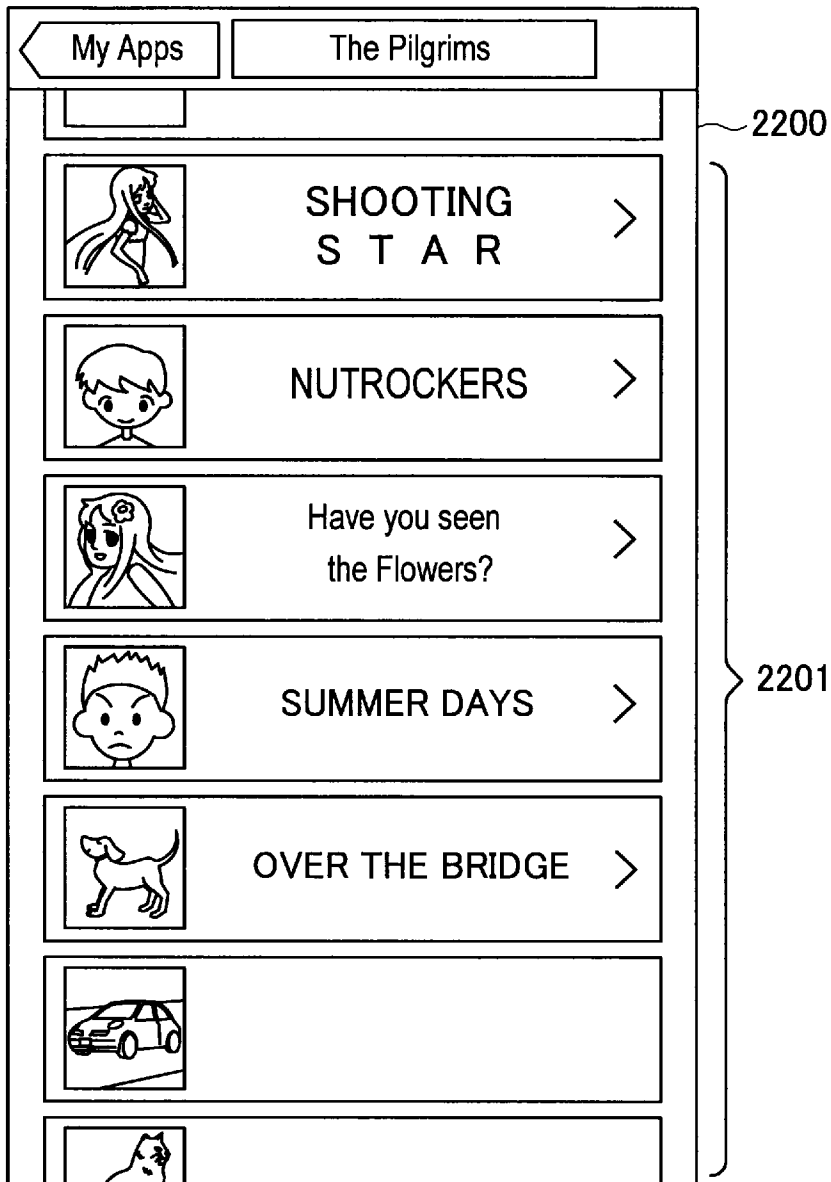 My Apps
The Pilgrims
2200
SHOOTING
S T A R
NUTROCKERS
Have you seen
the Flowers?
SUMMER DAYS
2201
OVER THE BRIDGE